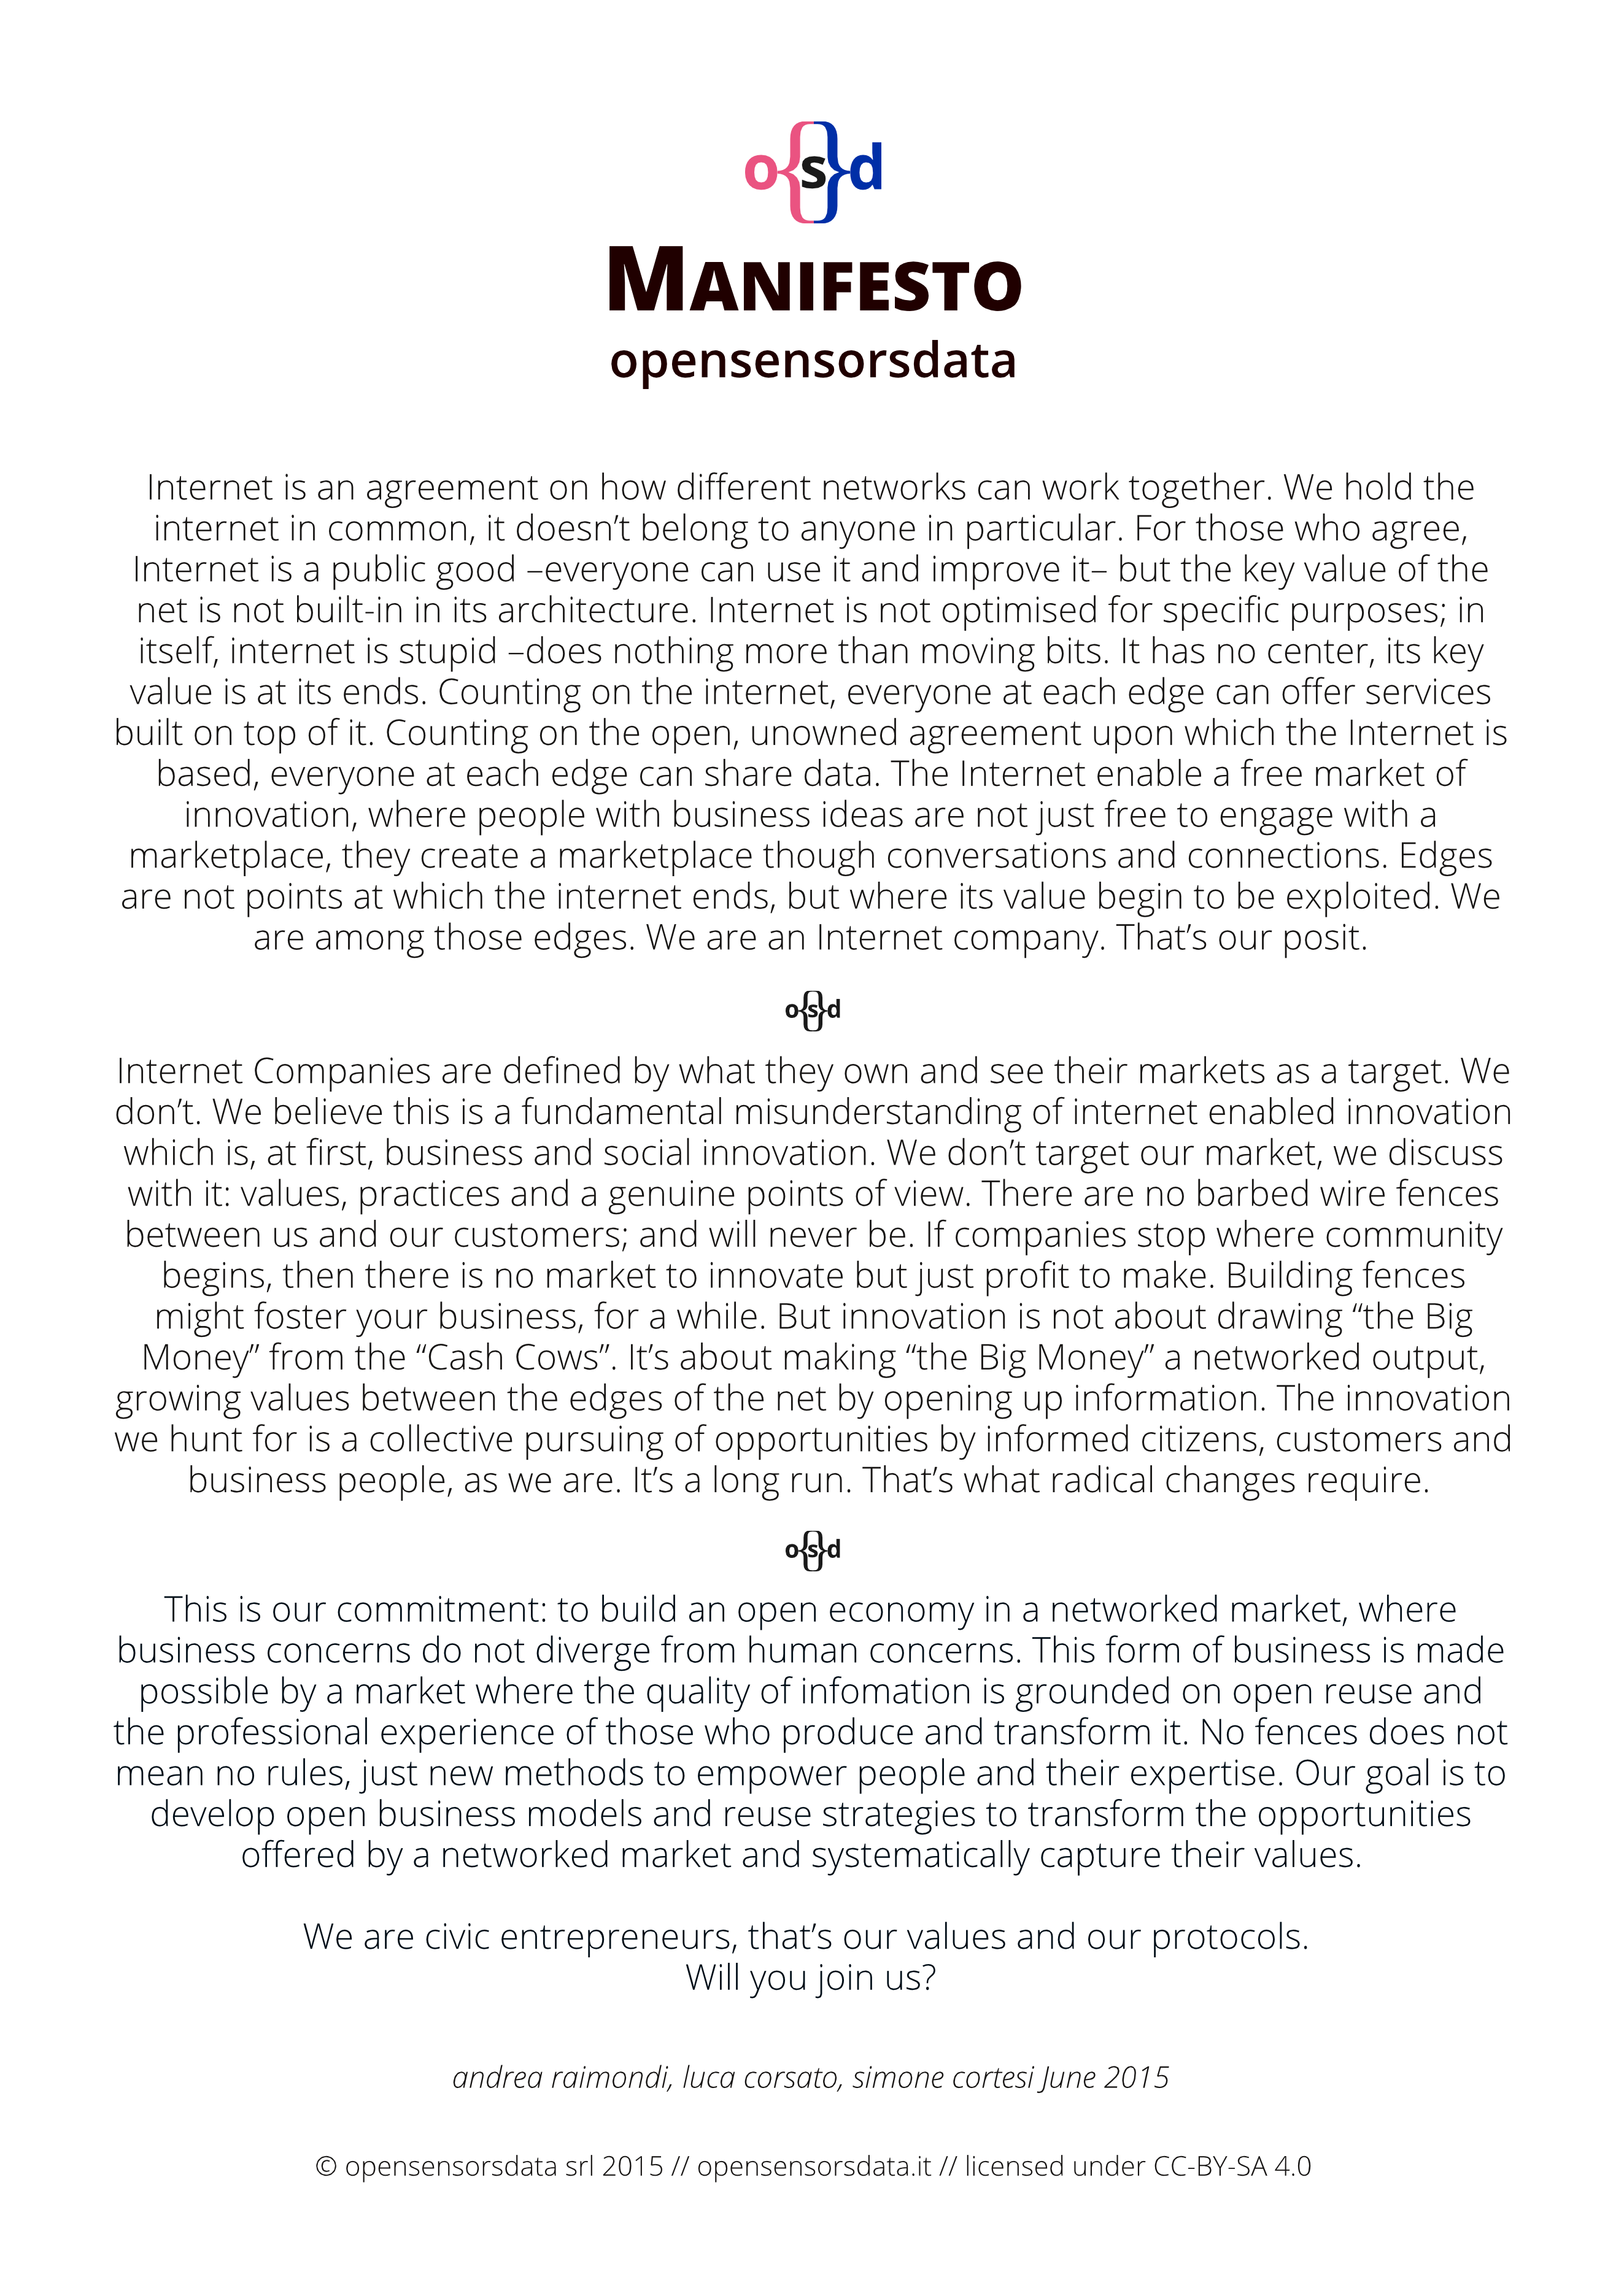 o{s}d
MANIFESTO
opensensorsdata
Internet is an agreement on how different networks can work together. We hold the
internet in common, it doesn’t belong to anyone in particular. For those who agree,
Internet is a public good –everyone can use it and improve it– but the key value of the
net is not built-in in its architecture. Internet is not optimised for specific purposes; in
itself, internet is stupid –does nothing more than moving bits. It has no center, its key
value is at its ends. Counting on the internet, everyone at each edge can offer services
built on top of it. Counting on the open, unowned agreement upon which the Internet is
based, everyone at each edge can share data. The Internet enable a free market of
innovation, where people with business ideas are not just free to engage with a
marketplace, they create a marketplace though conversations and connections. Edges
are not points at which the internet ends, but where its value begin to be exploited. We
are among those edges. We are an Internet company. That’s our posit.
o{s}d
Internet Companies are defined by what they own and see their markets as a target. We
don’t. We believe this is a fundamental misunderstanding of internet enabled innovation
which is, at first, business and social innovation. We don’t target our market, we discuss
with it: values, practices and a genuine points of view. There are no barbed wire fences
between us and our customers; and will never be. If companies stop where community
begins, then there is no market to innovate but just profit to make. Building fences
might foster your business, for a while. But innovation is not about drawing “the Big
Money” from the “Cash Cows”. It’s about making “the Big Money” a networked output,
growing values between the edges of the net by opening up information. The innovation
we hunt for is a collective pursuing of opportunities by informed citizens, customers and
business people, as we are. It’s a long run. That’s what radical changes require.
o{s}d
This is our commitment: to build an open economy in a networked market, where
business concerns do not diverge from human concerns. This form of business is made
possible by a market where the quality of infomation is grounded on open reuse and
the professional experience of those who produce and transform it. No fences does not
mean no rules, just new methods to empower people and their expertise. Our goal is to
develop open business models and reuse strategies to transform the opportunities
offered by a networked market and systematically capture their values.
We are civic entrepreneurs, that’s our values and our protocols.
Will you join us?
andrea raimondi, luca corsato, simone cortesi June 2015
© opensensorsdata srl 2015 // opensensorsdata.it // licensed under CC-BY-SA 4.0